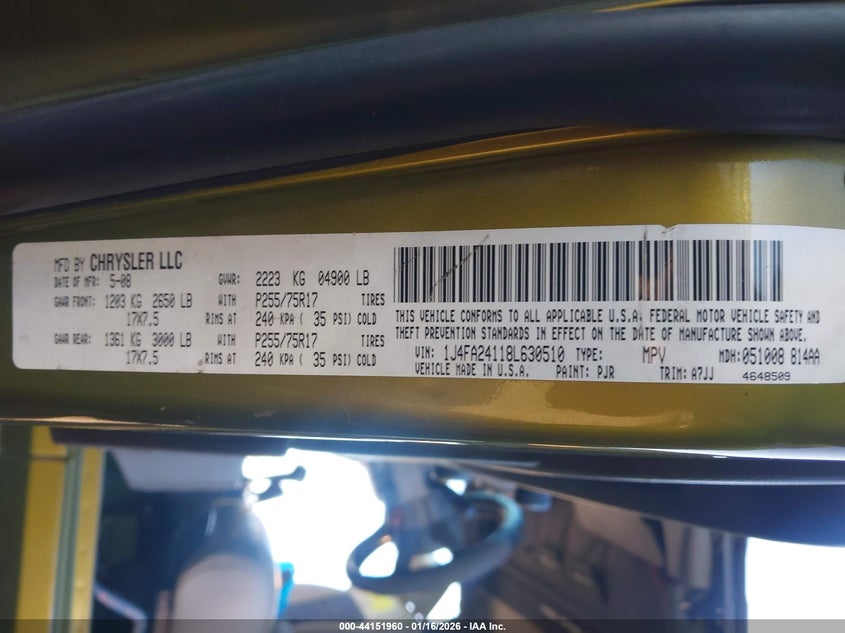 MFD BY CHRYSLER LLC
DATE OF MFR: 5-08
GVWR: 2223 KG 04900 LB
GAWR FRONT: 1203 KG 2650 LB WITH P255/75R17 TIRES
17X7.5 RIMS AT 240 KPA ( 35 PSI) COLD
GAWR REAR: 1361 KG 3000 LB WITH P255/75R17 TIRES
17X7.5 RIMS AT 240 KPA ( 35 PSI) COLD
THIS VEHICLE CONFORMS TO ALL APPLICABLE U.S.A. FEDERAL MOTOR VEHICLE SAFETY AND
THEFT PREVENTION STANDARDS IN EFFECT ON THE DATE OF MANUFACTURE SHOWN ABOVE.
VIN: 1J4FA24118L630510 TYPE: MPV MDH: 051008 814AA
VEHICLE MADE IN U.S.A. PAINT: PJR TRIM: A7JJ 4648509
000-44151960 - 01/16/2026 - IAA Inc.